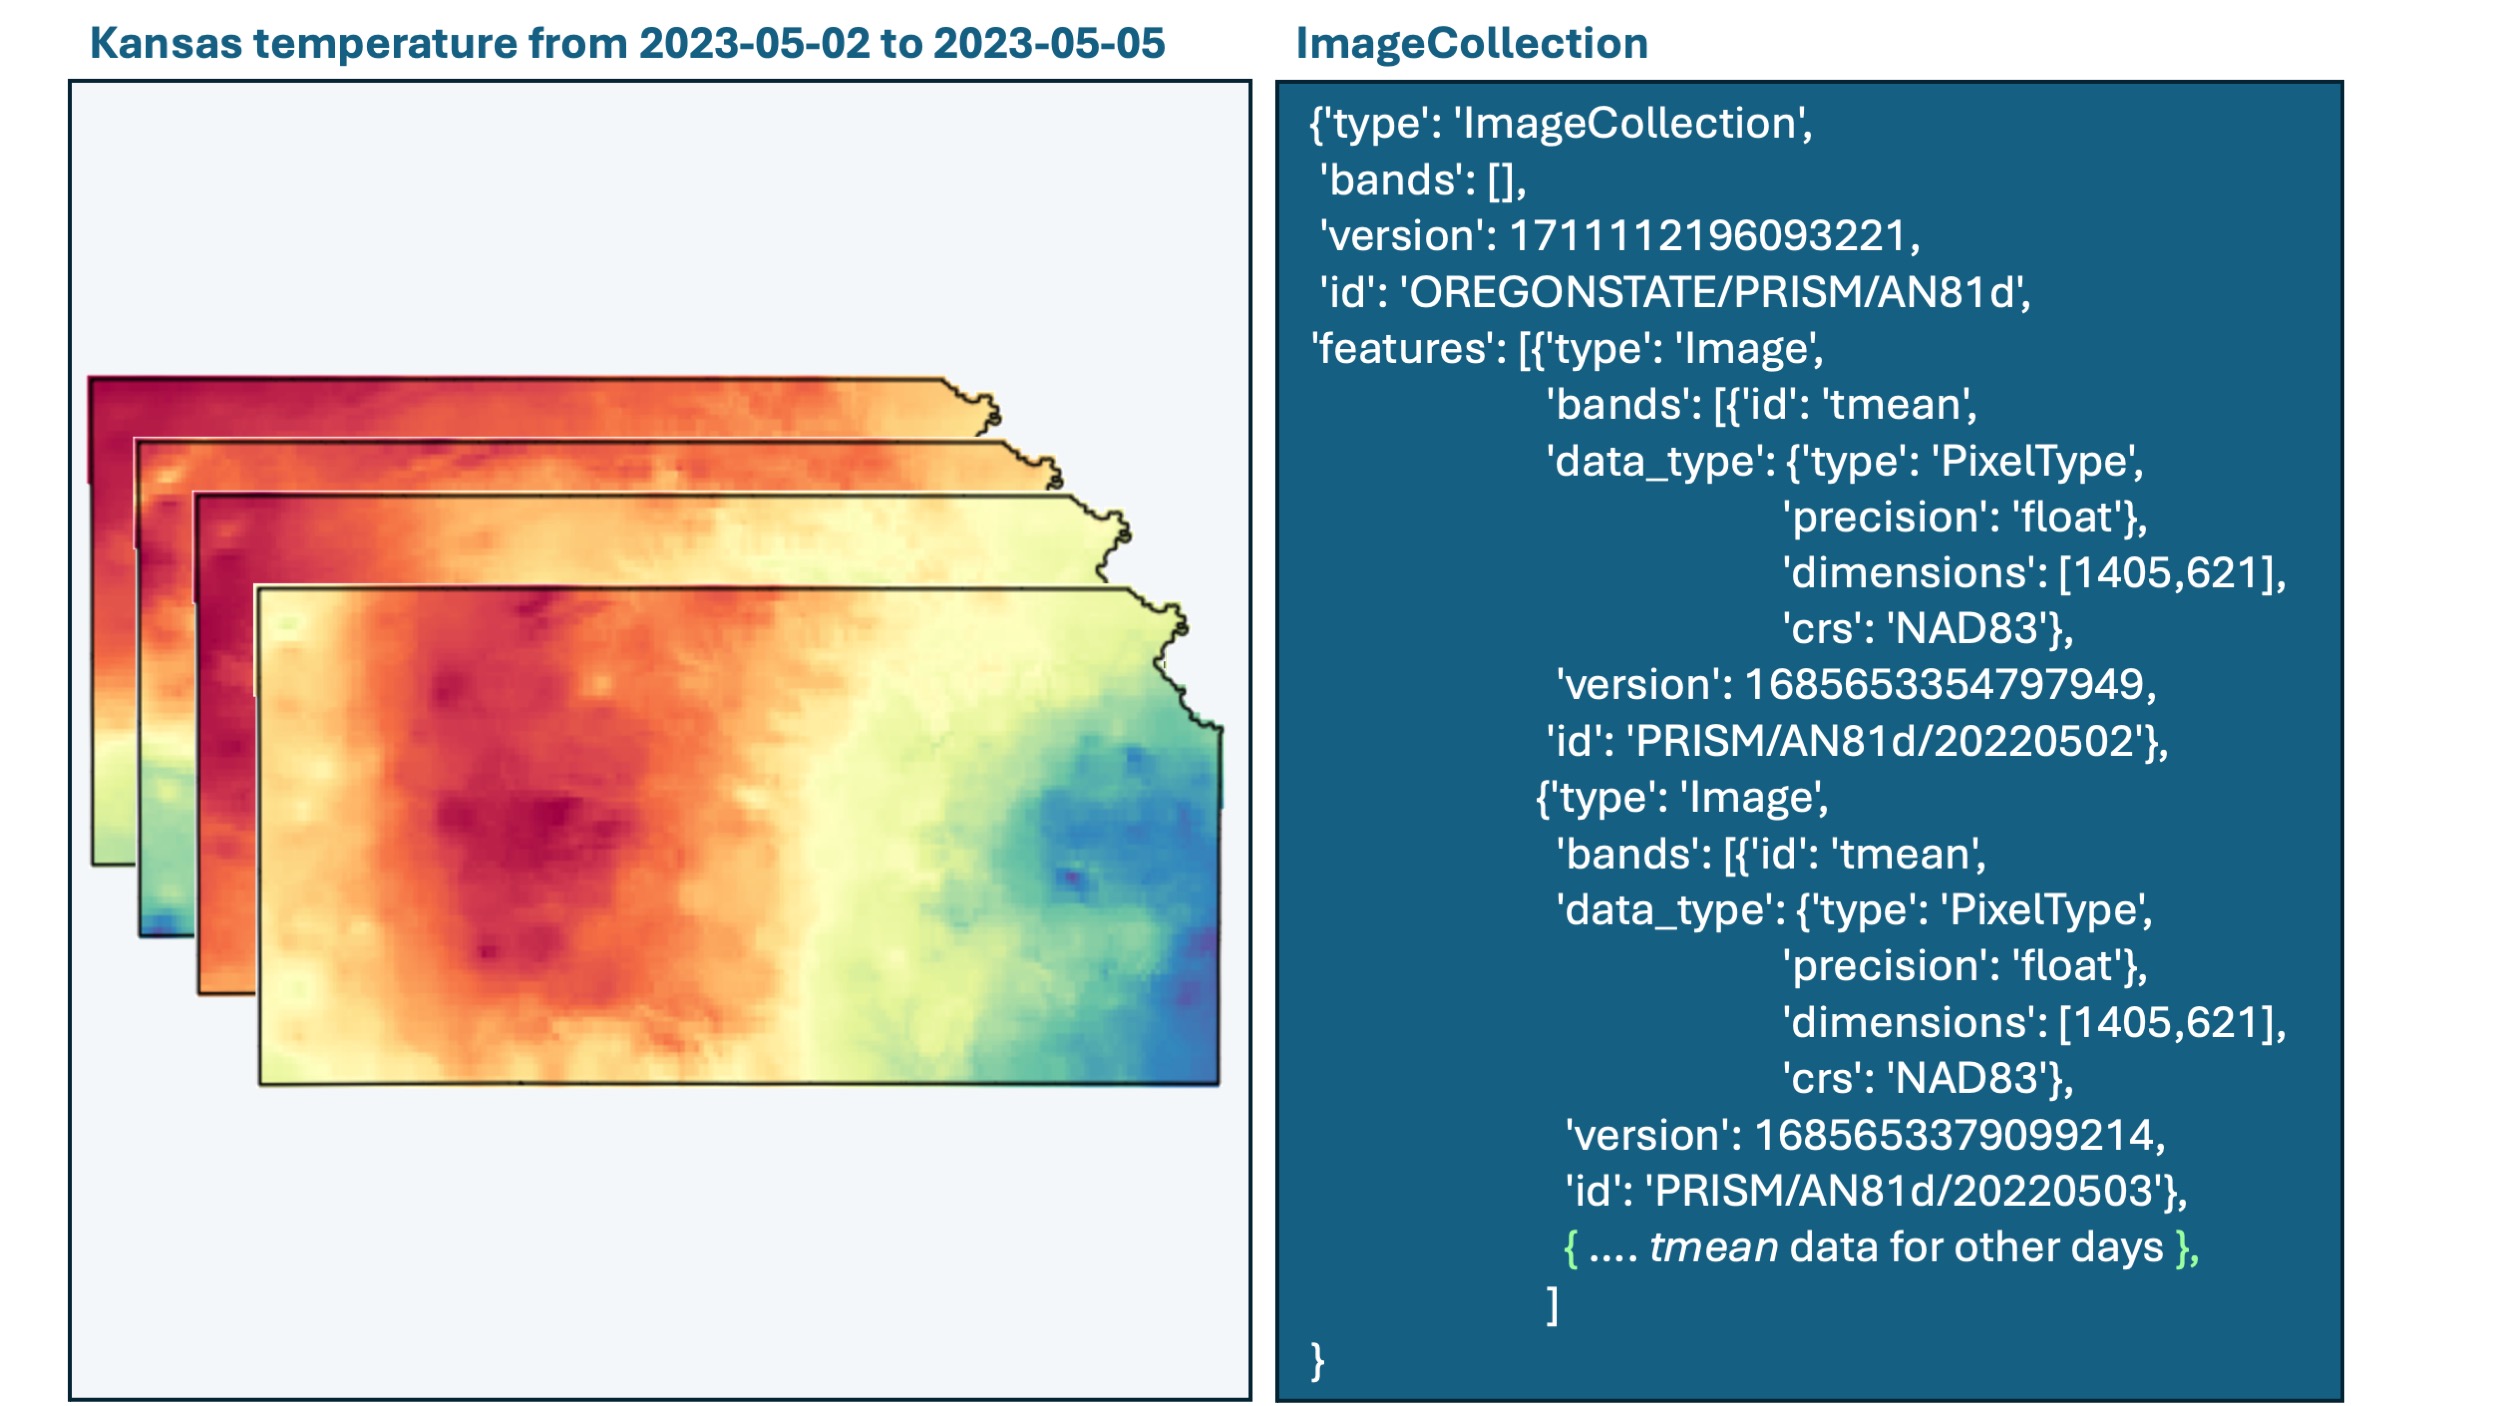 Kansas temperature from 2023-05-02 to 2023-05-05
ImageCollection
{'type': 'ImageCollection',
'bands': [],
'version': 1711112196093221,
'id': 'OREGONSTATE/PRISM/AN81d',
'features': [{'type': 'Image',
'bands': [{'id': 'tmean',
'data_type': {'type': 'PixelType',
'precision': 'float'},
'dimensions': [1405,621],
'crs': 'NAD83'},
'version': 1685653354797949,
'id': 'PRISM/AN81d/20220502'},
{'type': 'Image',
'bands': [{'id': 'tmean',
'data_type': {'type': 'PixelType',
'precision': 'float'},
'dimensions': [1405,621],
'crs': 'NAD83'},
'version': 1685653379099214,
'id': 'PRISM/AN81d/20220503'},
{ .... tmean data for other days },
]
}